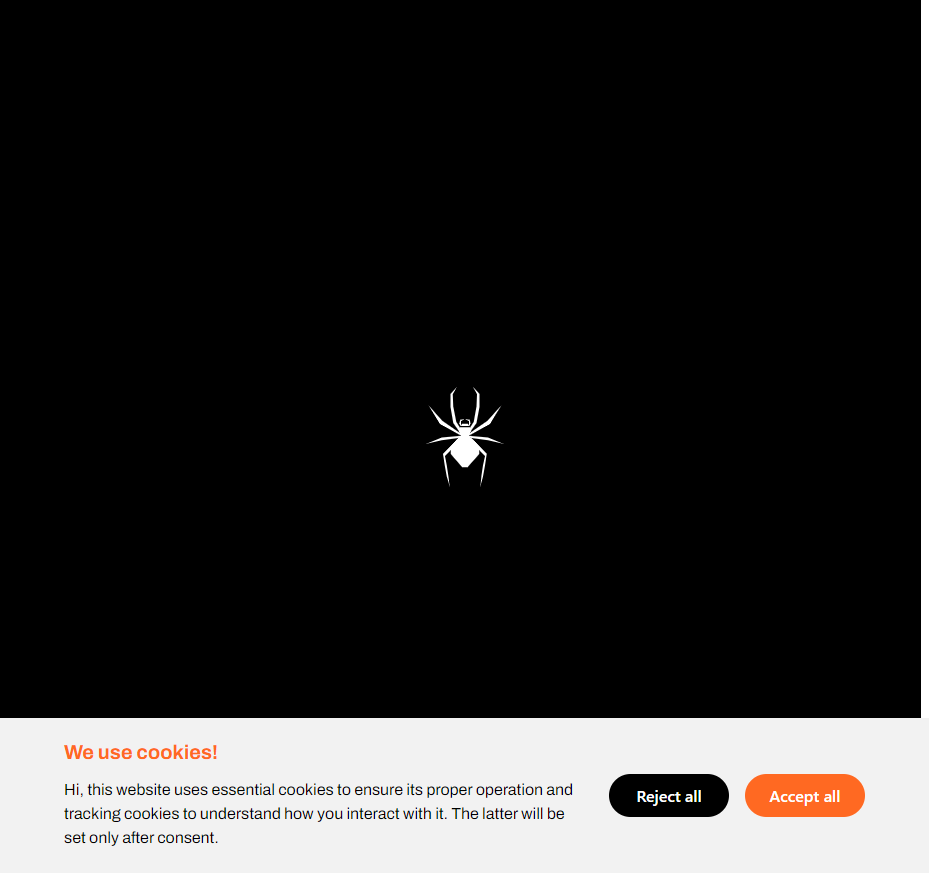 We use cookies!
Hi, this website uses essential cookies to ensure its proper operation and
tracking cookies to understand how you interact with it. The latter will be
set only after consent.
Reject all
Accept all